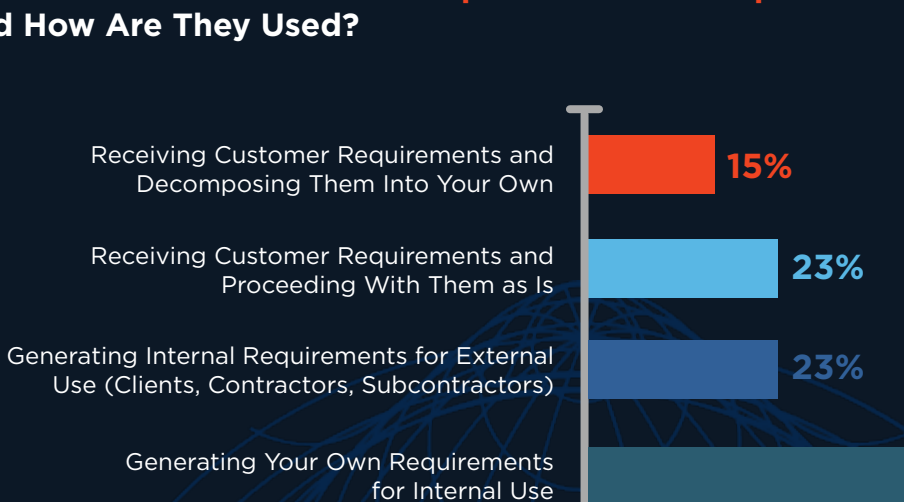 How Are They Used?
Receiving Customer Requirements and
Decomposing Them Into Your Own
15%
Receiving Customer Requirements and
Proceeding With Them as Is
23%
Generating Internal Requirements for External
Use (Clients, Contractors, Subcontractors)
23%
Generating Your Own Requirements
for Internal Use